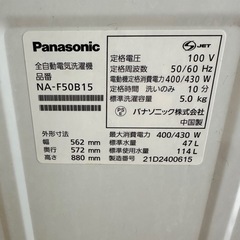 Panasonic
全自動電気洗濯機
品番
NA-F50B15
JET
定格電圧 100 V
定格周波数 50/60 Hz
電動機定格消費電力 400/430 W
定格時間 洗いのみ 10 分
標準洗濯容量 5.0 kg
パナソニック株式会社
中国製
外形寸法
幅 562 mm
奥行 572 mm
高さ 880 mm
最大消費電力 400/430 W
標準水量 47 L
標準使用水量 114 L
製造番号 21D2400615